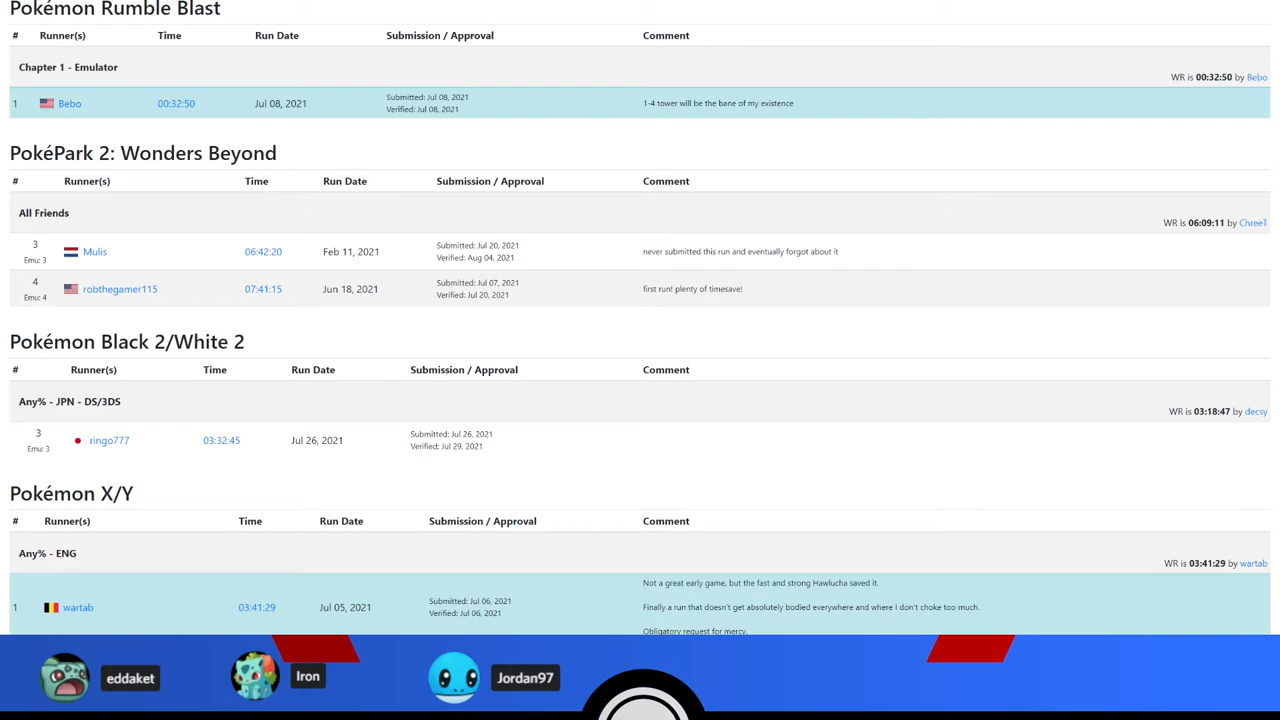 Pokémon Rumble Blast
# Runner(s) Time Run Date Submission / Approval Comment
Chapter 1 - Emulator
WR is 00:32:50 by Bebo
1 Bebo 00:32:50 Jul 08, 2021 Submitted: Jul 08, 2021 1-4 tower will be the bane of my existence
Verified: Jul 08, 2021
PokéPark 2: Wonders Beyond
# Runner(s) Time Run Date Submission / Approval Comment
All Friends
WR is 06:09:11 by ChreeT
3 Mulis 06:42:20 Feb 11, 2021 Submitted: Jul 20, 2021 never submitted this run and eventually forgot about it
Emu: 3 Verified: Aug 04, 2021
4 robthegamer115 07:41:15 Jun 18, 2021 Submitted: Jul 07, 2021 first run! plenty of timesave!
Emu: 4 Verified: Jul 20, 2021
Pokémon Black 2/White 2
# Runner(s) Time Run Date Submission / Approval Comment
Any% - JPN - DS/3DS
WR is 03:18:47 by decsy
3 ringo777 03:32:45 Jul 26, 2021 Submitted: Jul 26, 2021
Emu: 3 Verified: Jul 29, 2021
Pokémon X/Y
# Runner(s) Time Run Date Submission / Approval Comment
Any% - ENG
WR is 03:41:29 by wartab
Not a great early game, but the fast and strong Hawlucha saved it.
1 wartab 03:41:29 Jul 05, 2021 Submitted: Jul 06, 2021 Finally a run that doesn't get absolutely bodied everywhere and where I don't choke too much.
Verified: Jul 06, 2021
Obligatory request for mercy.
eddaket Iron Jordan97